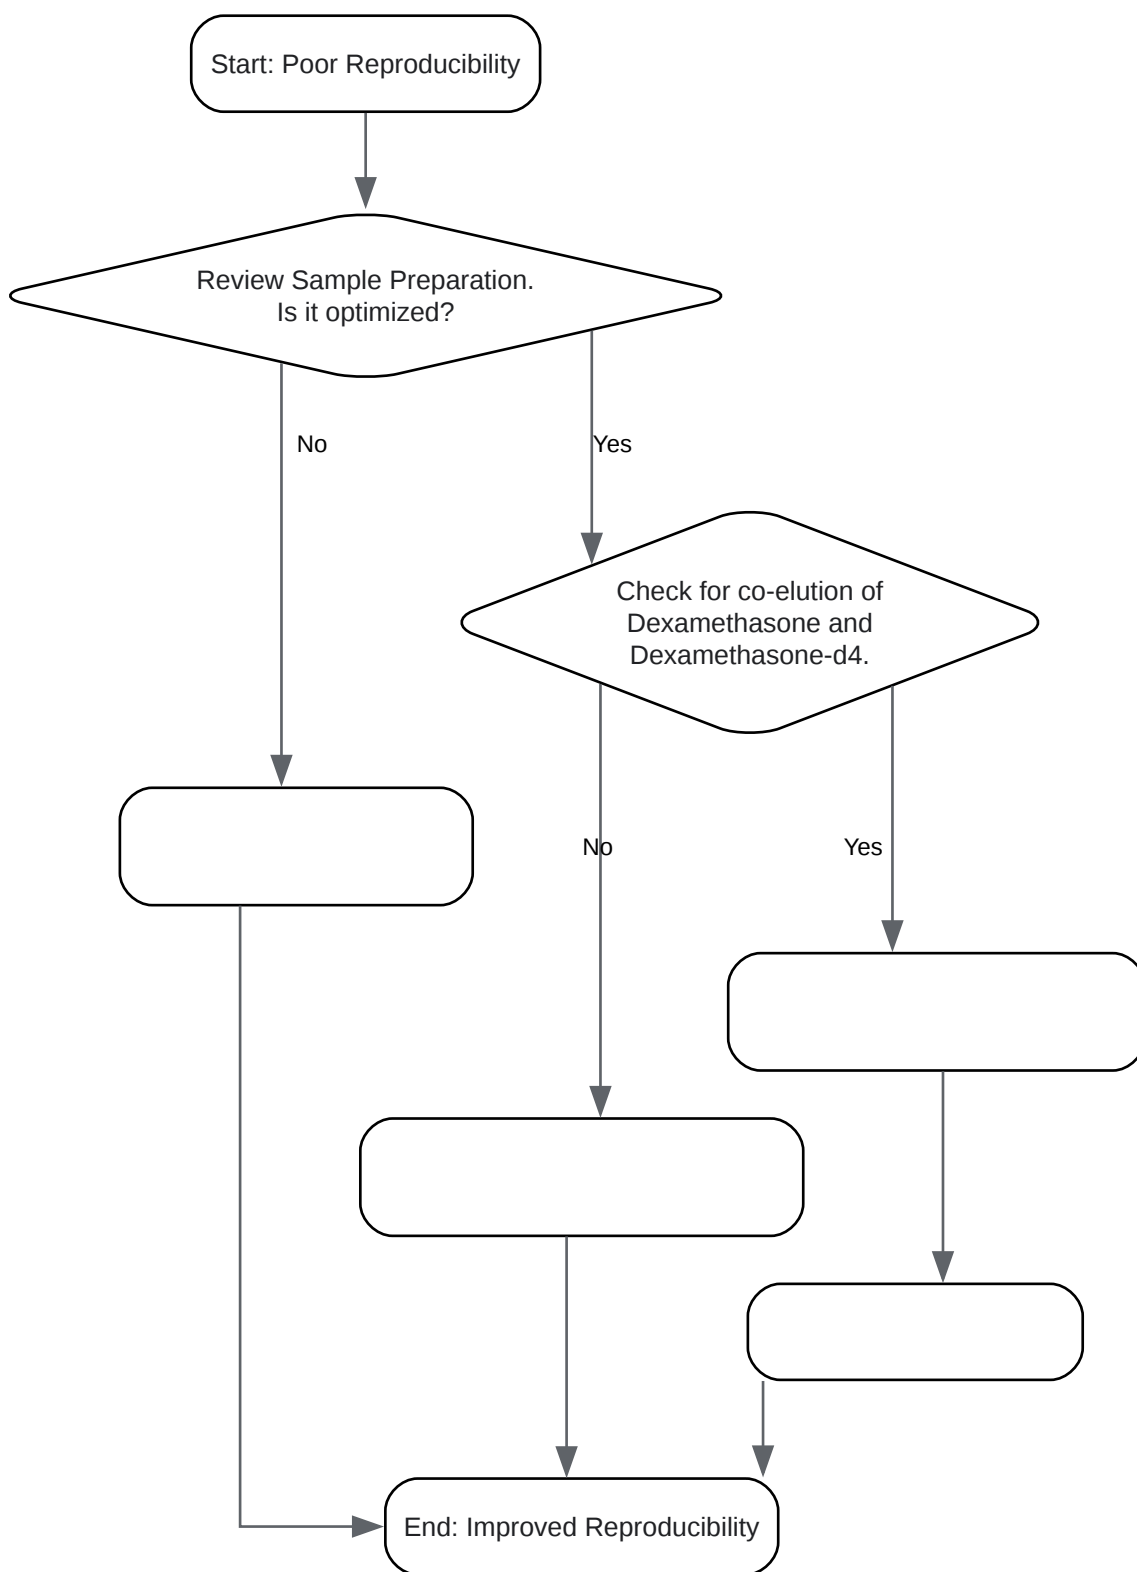 Start: Poor Reproducibility
Review Sample Preparation.
Is it optimized?
No
Yes
Check for co-elution of
Dexamethasone and
Dexamethasone-d4.
No
Yes
End: Improved Reproducibility